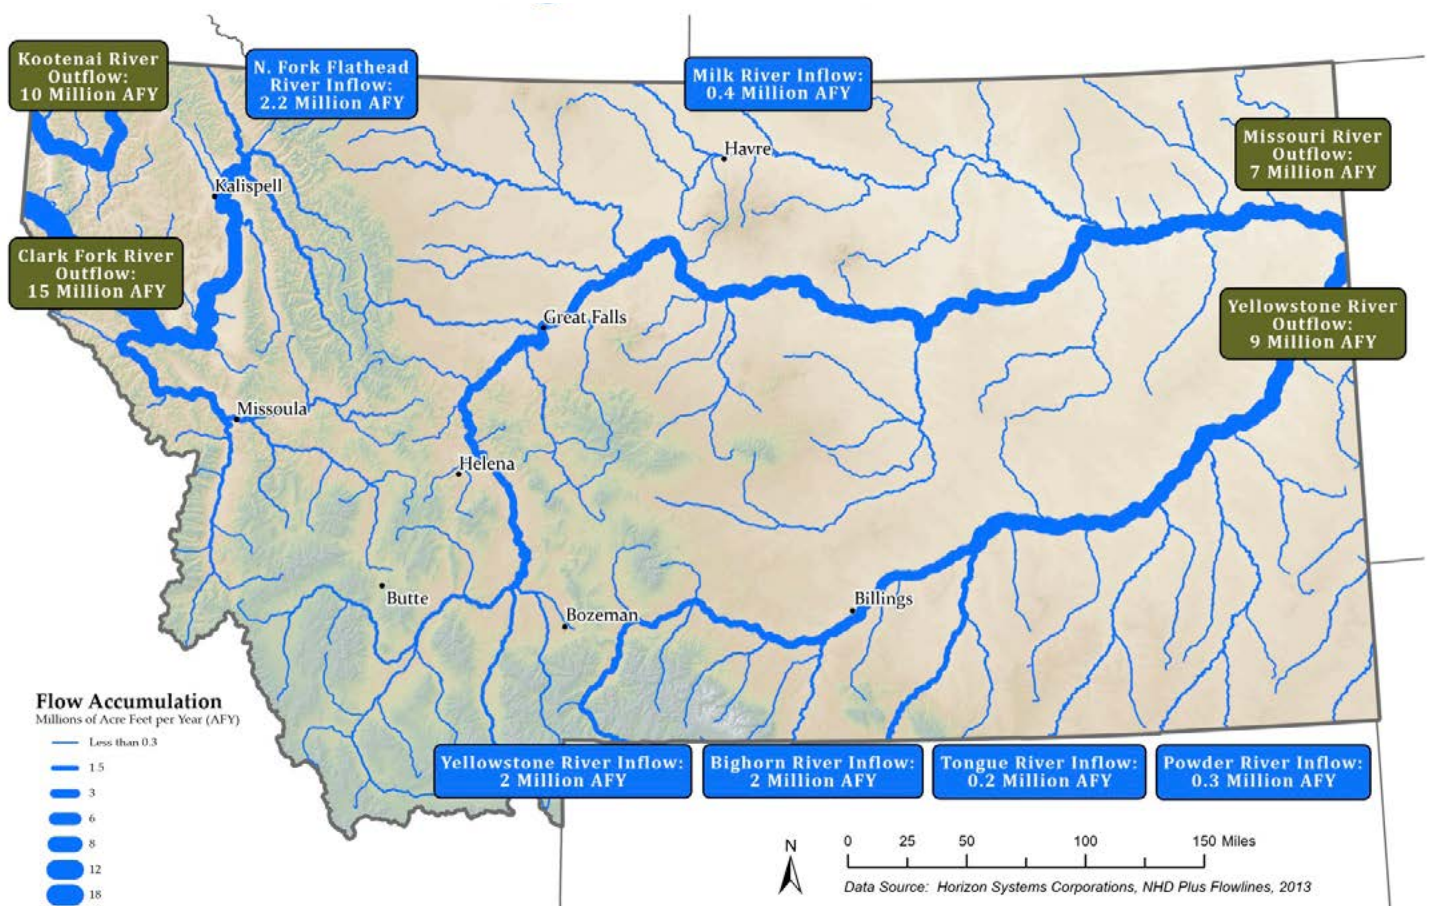 Kootenai River
Outflow:
10 Million AFY
N. Fork Flathead
River Inflow:
2.2 Million AFY
Milk River Inflow:
0.4 Million AFY
Missouri River
Outflow:
7 Million AFY
Havre
Kalispell
Clark Fork River
Outflow:
15 Million AFY
Yellowstone River
Outflow:
9 Million AFY
Great Falls
Missoula
Helena
Butte
Bozeman
Billings
Flow Accumulation
Millions of Acre Feet per Year (AFY)
Less than 0.3
1.5
3
6
8
12
18
Yellowstone River Inflow:
2 Million AFY
Bighorn River Inflow:
2 Million AFY
Tongue River Inflow:
0.2 Million AFY
Powder River Inflow:
0.3 Million AFY
N
0 25 50 100 150 Miles
Data Source: Horizon Systems Corporations, NHD Plus Flowlines, 2013